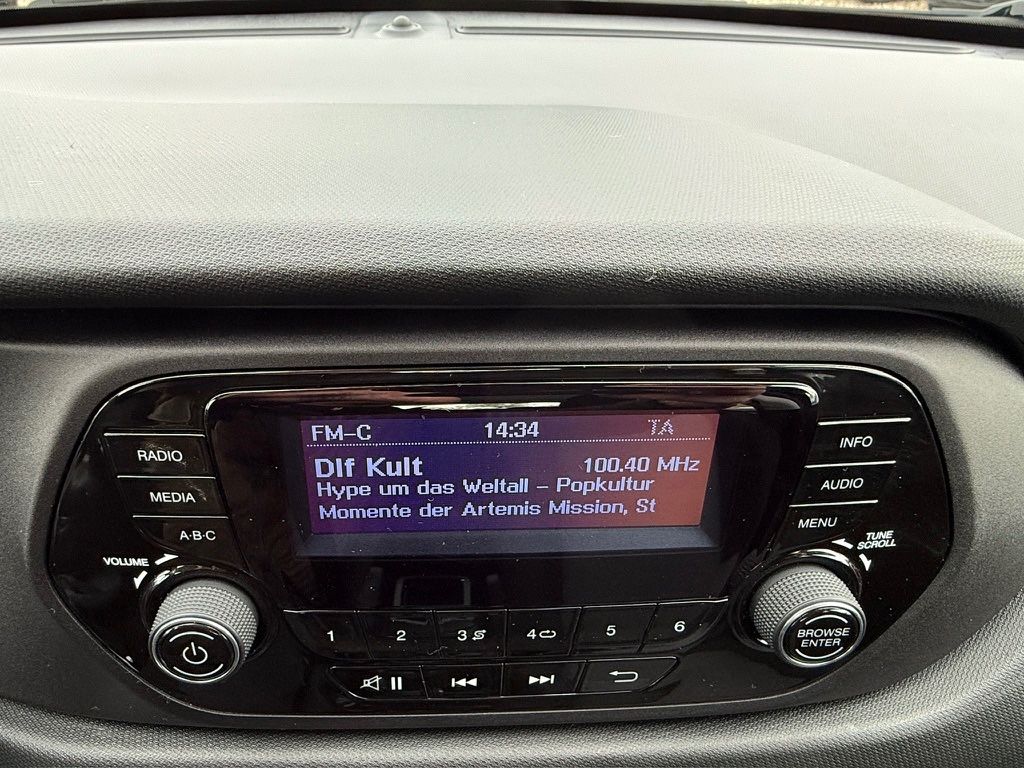 FM-C 14:34 TA
Dlf Kult 100.40 MHz
Hype um das Weltall - Popkultur
Momente der Artemis Mission, St
RADIO
MEDIA
A·B·C
VOLUME
INFO
AUDIO
MENU
TUNE
SCROLL
BROWSE
ENTER
1 2 3 4 5 6